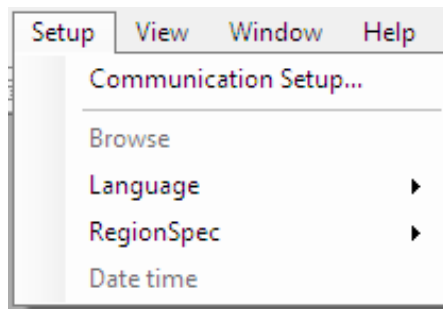 Setup View Window Help
Communication Setup...
Browse
Language
RegionSpec
Date time